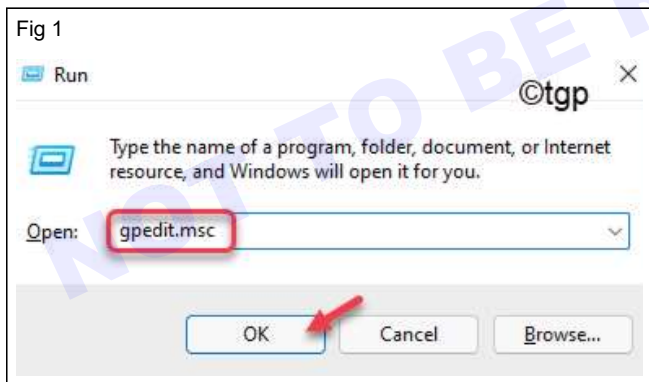 Fig 1
Run
©tgp
Type the name of a program, folder, document, or Internet
resource, and Windows will open it for you.
Open: gpedit.msc
OK Cancel Browse...
NOT TO BE